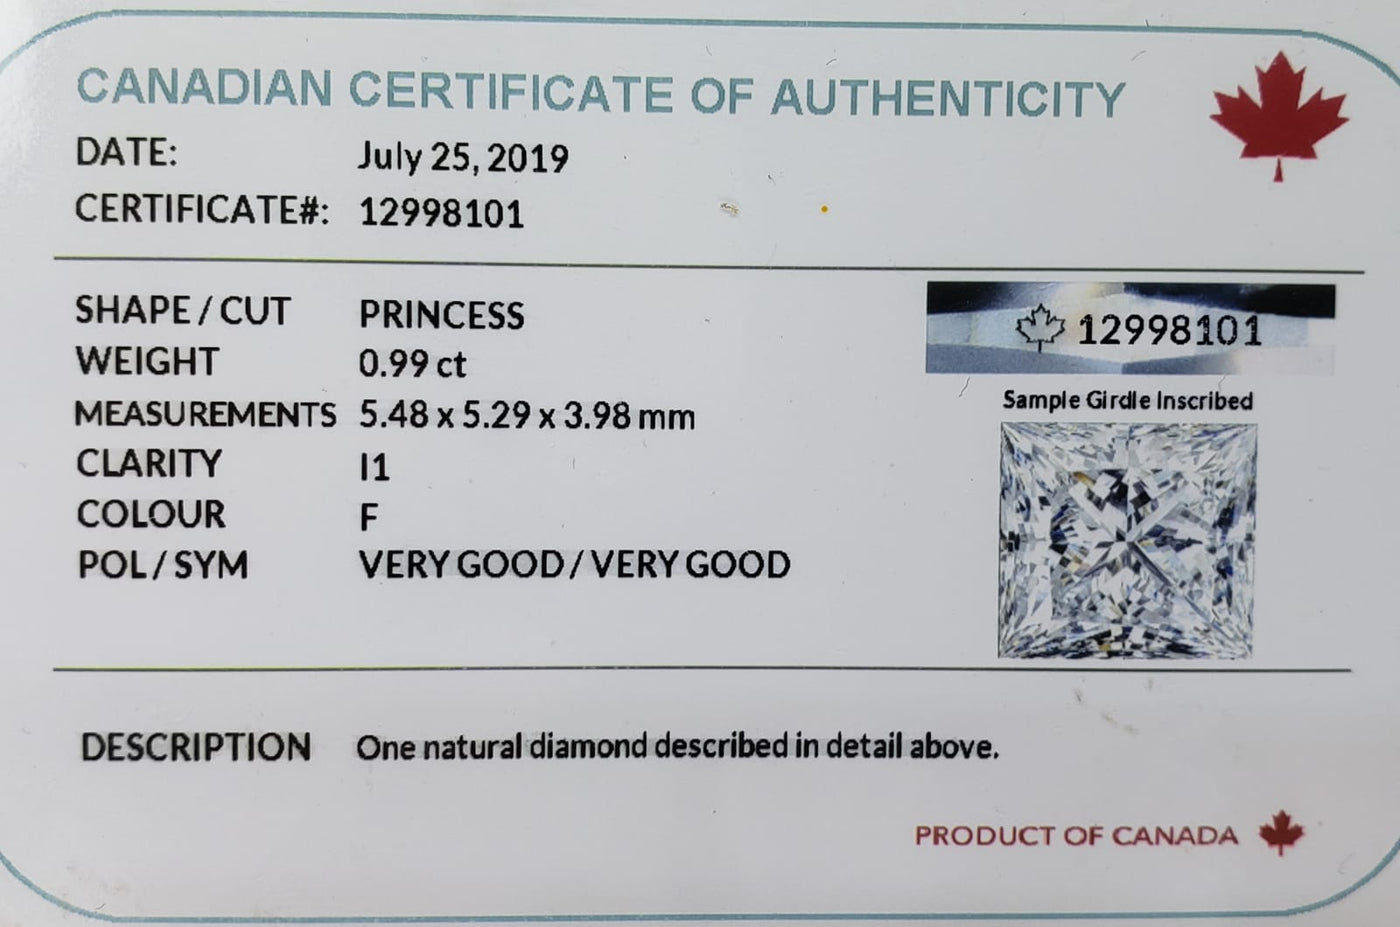 CANADIAN CERTIFICATE OF AUTHENTICITY
DATE: July 25, 2019
CERTIFICATE#: 12998101
SHAPE / CUT PRINCESS
WEIGHT 0.99 ct
MEASUREMENTS 5.48 x 5.29 x 3.98 mm
CLARITY I1
COLOUR F
POL / SYM VERY GOOD / VERY GOOD
12998101
Sample Girdle Inscribed
DESCRIPTION One natural diamond described in detail above.
PRODUCT OF CANADA